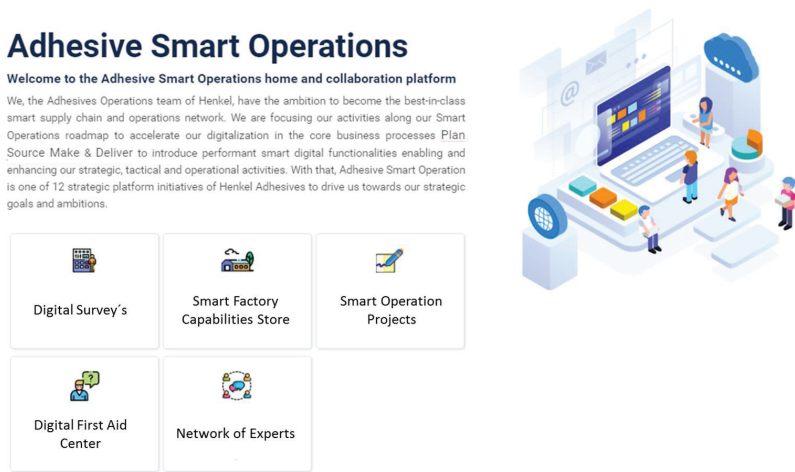 Adhesive Smart Operations
Welcome to the Adhesive Smart Operations home and collaboration platform
We, the Adhesives Operations team of Henkel, have the ambition to become the best-in-class
smart supply chain and operations network. We are focusing our activities along our Smart
Operations roadmap to accelerate our digitalization in the core business processes Plan
Source Make & Deliver to introduce performant smart digital functionalities enabling and
enhancing our strategic, tactical and operational activities. With that, Adhesive Smart Operation
is one of 12 strategic platform initiatives of Henkel Adhesives to drive us towards our strategic
goals and ambitions.
Digital Survey´s
Smart Factory
Capabilities Store
Smart Operation
Projects
Digital First Aid
Center
Network of Experts